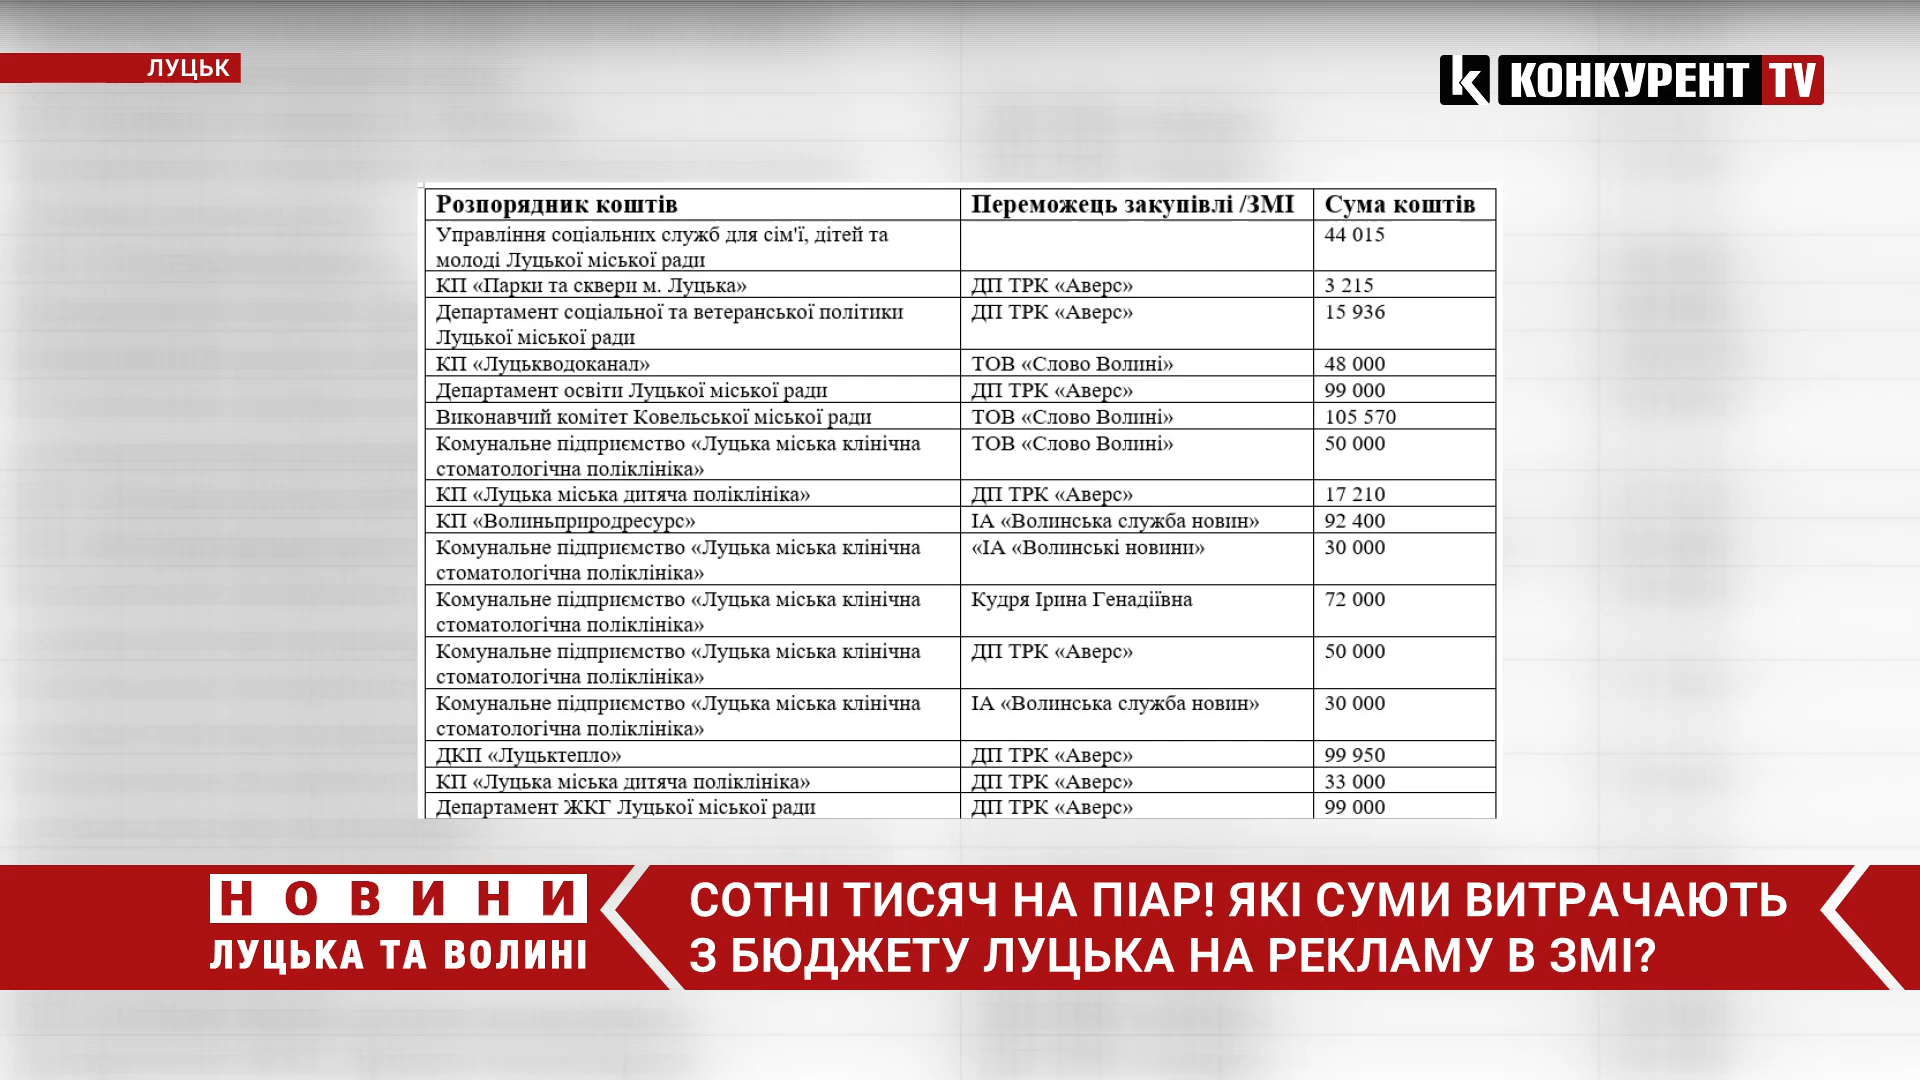 ЛУЦЬК
КОНКУРЕНТ TV
Розпорядник коштів Переможець закупівлі /ЗМІ Сума коштів
Управління соціальних служб для сім'ї, дітей та 44 015
молоді Луцької міської ради
КП «Парки та сквери м. Луцька» ДП ТРК «Аверс» 3 215
Департамент соціальної та ветеранської політики ДП ТРК «Аверс» 15 936
Луцької міської ради
КП «Луцькводоканал» ТОВ «Слово Волині» 48 000
Департамент освіти Луцької міської ради ДП ТРК «Аверс» 99 000
Виконавчий комітет Ковельської міської ради ТОВ «Слово Волині» 105 570
Комунальне підприємство «Луцька міська клінічна ТОВ «Слово Волині» 50 000
стоматологічна поліклініка»
КП «Луцька міська дитяча поліклініка» ДП ТРК «Аверс» 17 210
КП «Волиньприродресурс» ІА «Волинська служба новин» 92 400
Комунальне підприємство «Луцька міська клінічна «ІА «Волинські новини» 30 000
стоматологічна поліклініка»
Комунальне підприємство «Луцька міська клінічна Кудря Ірина Генадіївна 72 000
стоматологічна поліклініка»
Комунальне підприємство «Луцька міська клінічна ДП ТРК «Аверс» 50 000
стоматологічна поліклініка»
Комунальне підприємство «Луцька міська клінічна ІА «Волинська служба новин» 30 000
стоматологічна поліклініка»
ДКП «Луцьктепло» ДП ТРК «Аверс» 99 950
КП «Луцька міська дитяча поліклініка» ДП ТРК «Аверс» 33 000
Департамент ЖКГ Луцької міської ради ДП ТРК «Аверс» 99 000
НОВИНИ
ЛУЦЬКА ТА ВОЛИНІ
СОТНІ ТИСЯЧ НА ПІАР! ЯКІ СУМИ ВИТРАЧАЮТЬ
З БЮДЖЕТУ ЛУЦЬКА НА РЕКЛАМУ В ЗМІ?